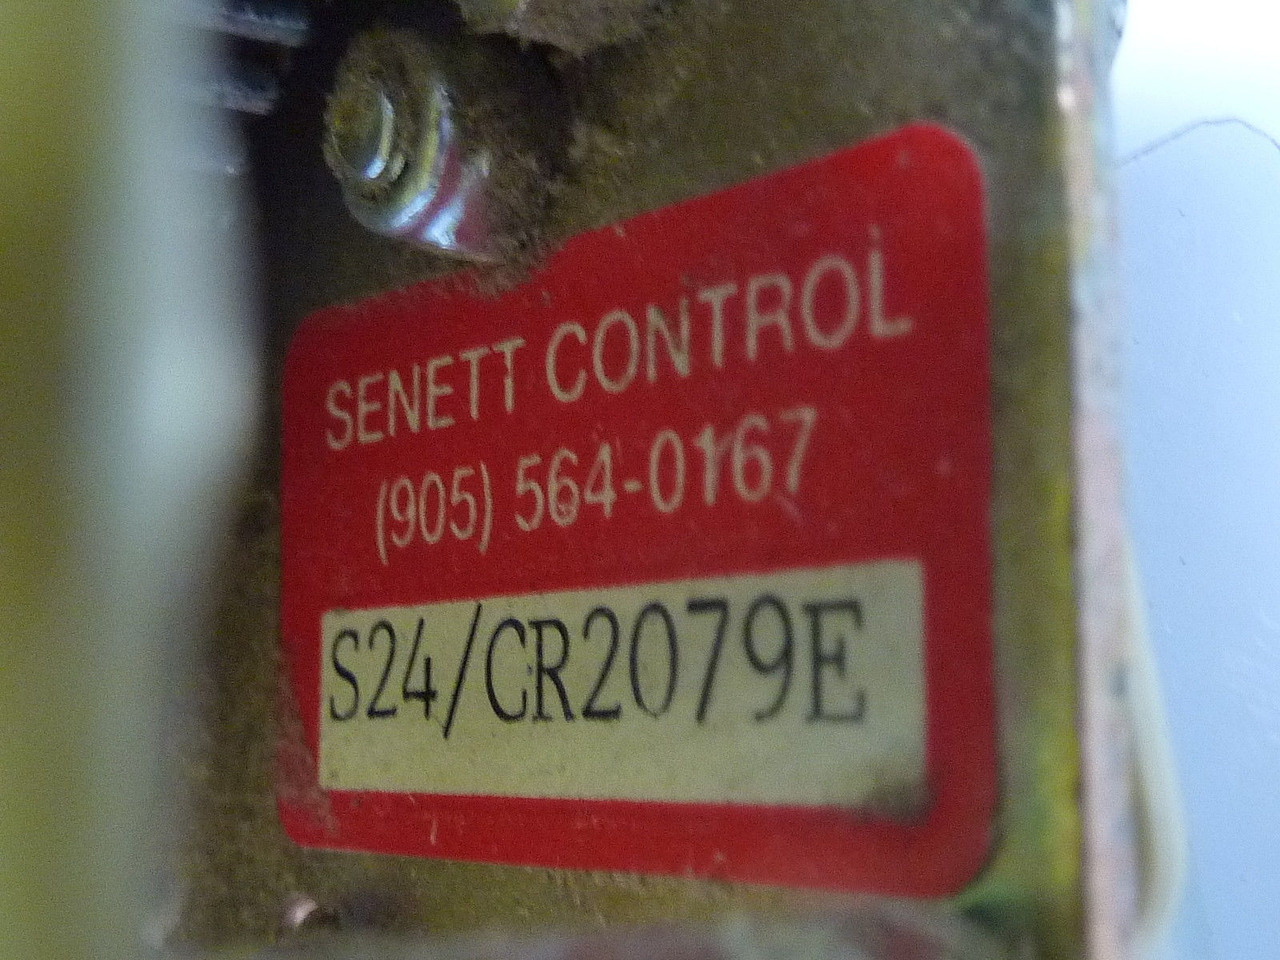 SENETT CONTROL
(905) 564-0167
S24/CR2079E